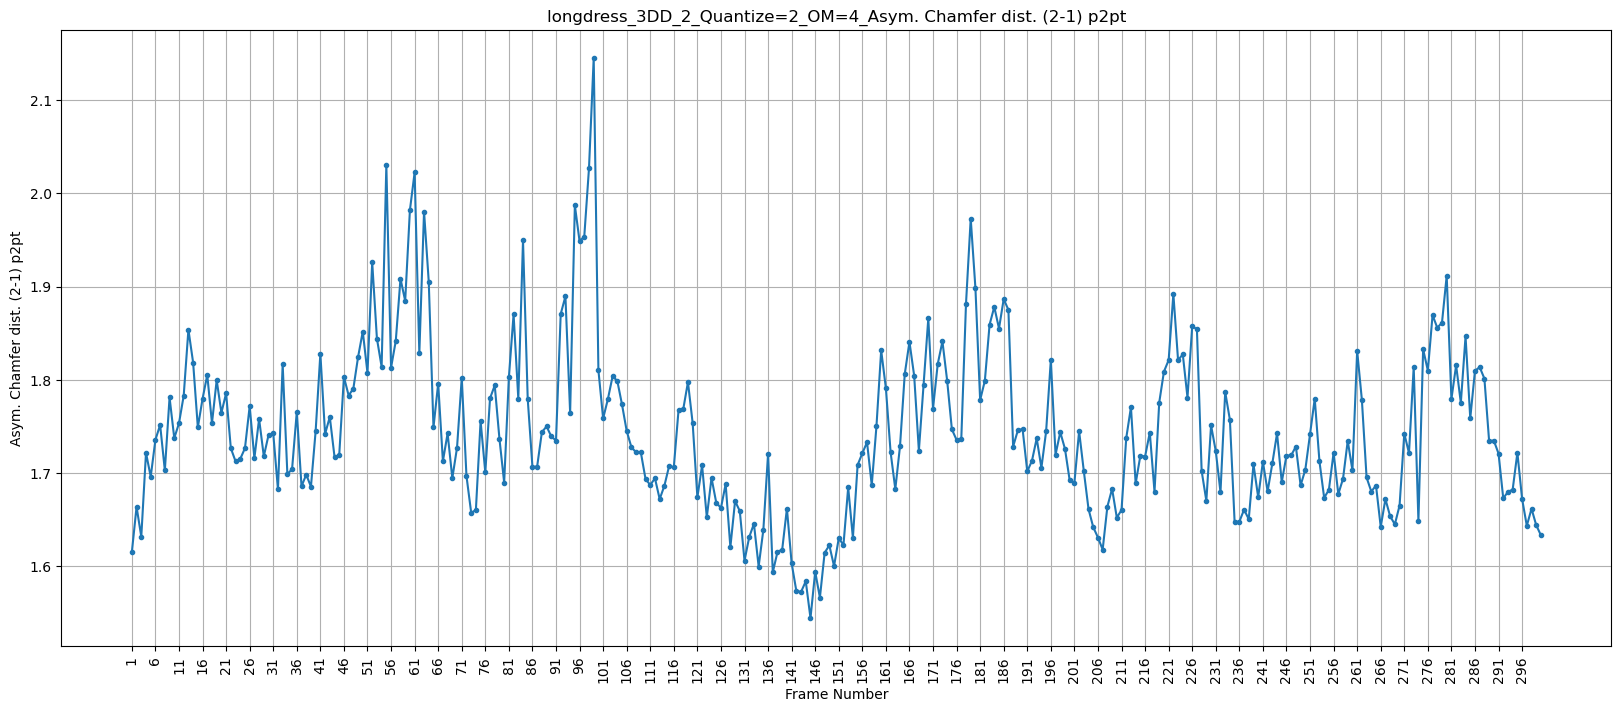 longdress_3DD_2_Quantize=2_OM=4_Asym. Chamfer dist. (2-1) p2pt
Asym. Chamfer dist. (2-1) p2pt
2.1
2.0
1.9
1.8
1.7
1.6
1 6 11 16 21 26 31 36 41 46 51 56 61 66 71 76 81 86 91 96 101 106 111 116 121 126 131 136 141 146 151 156 161 166 171 176 181 186 191 196 201 206 211 216 221 226 231 236 241 246 251 256 261 266 271 276 281 286 291 296
Frame Number